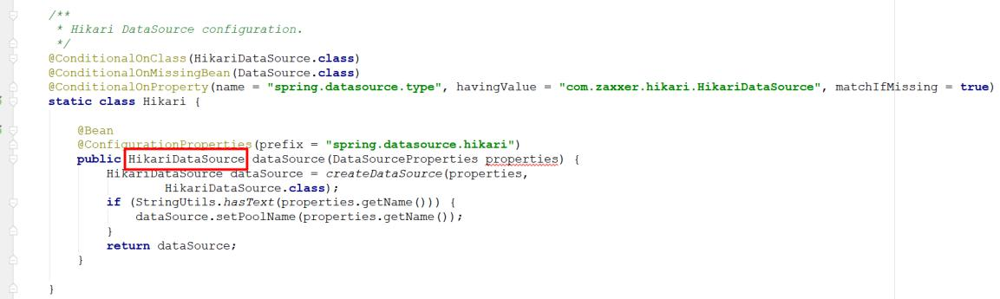 /**
 * Hikari DataSource configuration.
 */
@ConditionalOnClass(HikariDataSource.class)
@ConditionalOnMissingBean(DataSource.class)
@ConditionalOnProperty(name = "spring.datasource.type", havingValue = "com.zaxxer.hikari.HikariDataSource", matchIfMissing = true)
static class Hikari {

    @Bean
    @ConfigurationProperties(prefix = "spring.datasource.hikari")
    public HikariDataSource dataSource(DataSourceProperties properties) {
        HikariDataSource dataSource = createDataSource(properties,
                HikariDataSource.class);
        if (StringUtils.hasText(properties.getName())) {
            dataSource.setPoolName(properties.getName());
        }
        return dataSource;
    }

}